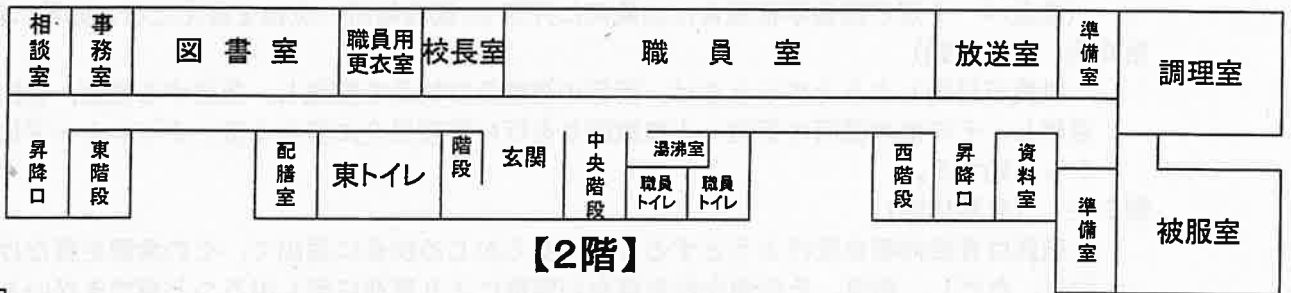 相談室
事務室
図書室
職員用
更衣室
校長室
職員室
放送室
準備室
調理室
昇降口
東階段
配膳室
東トイレ
階段
玄関
中央階段
湯沸室
職員
トイレ
職員
トイレ
西階段
昇降口
資料室
準備室
被服室
【2階】